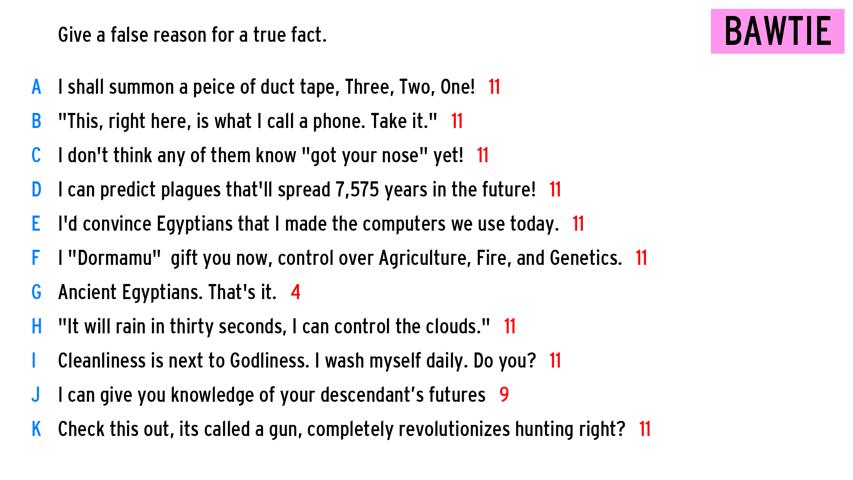 Give a false reason for a true fact.
BAWTIE
A I shall summon a peice of duct tape, Three, Two, One! 11
B "This, right here, is what I call a phone. Take it." 11
C I don't think any of them know "got your nose" yet! 11
D I can predict plagues that'll spread 7,575 years in the future! 11
E I'd convince Egyptians that I made the computers we use today. 11
F I "Dormamu"  gift you now, control over Agriculture, Fire, and Genetics. 11
G Ancient Egyptians. That's it. 4
H "It will rain in thirty seconds, I can control the clouds." 11
I Cleanliness is next to Godliness. I wash myself daily. Do you? 11
J I can give you knowledge of your descendant’s futures 9
K Check this out, its called a gun, completely revolutionizes hunting right? 11